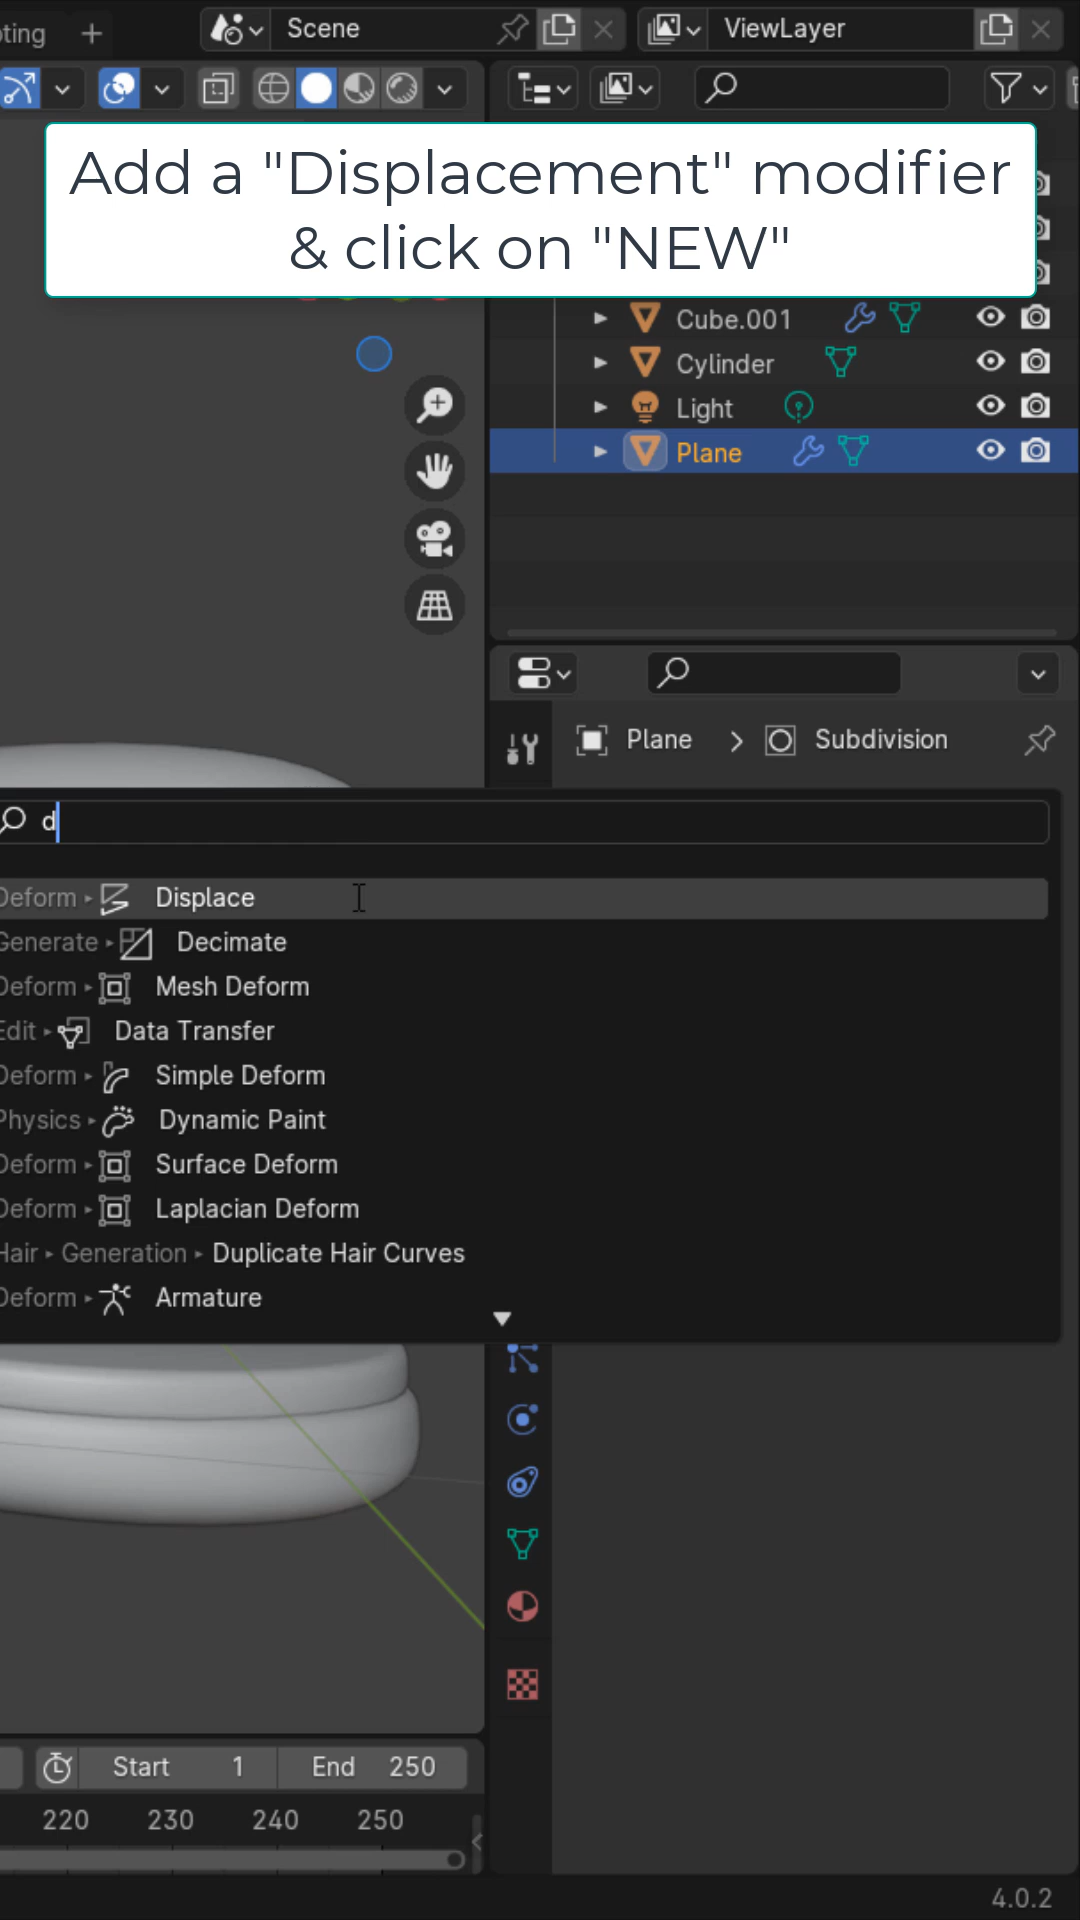 Scene
ViewLayer
Add a "Displacement" modifier
& click on "NEW"
Cube.001
Cylinder
Light
Plane
Plane
Subdivision
d
Deform
Displace
Generate
Decimate
Deform
Mesh Deform
Edit
Data Transfer
Deform
Simple Deform
Physics
Dynamic Paint
Deform
Surface Deform
Deform
Laplacian Deform
Hair
Generation
Duplicate Hair Curves
Deform
Armature
Start 1
End 250
220 230 240 250
4.0.2